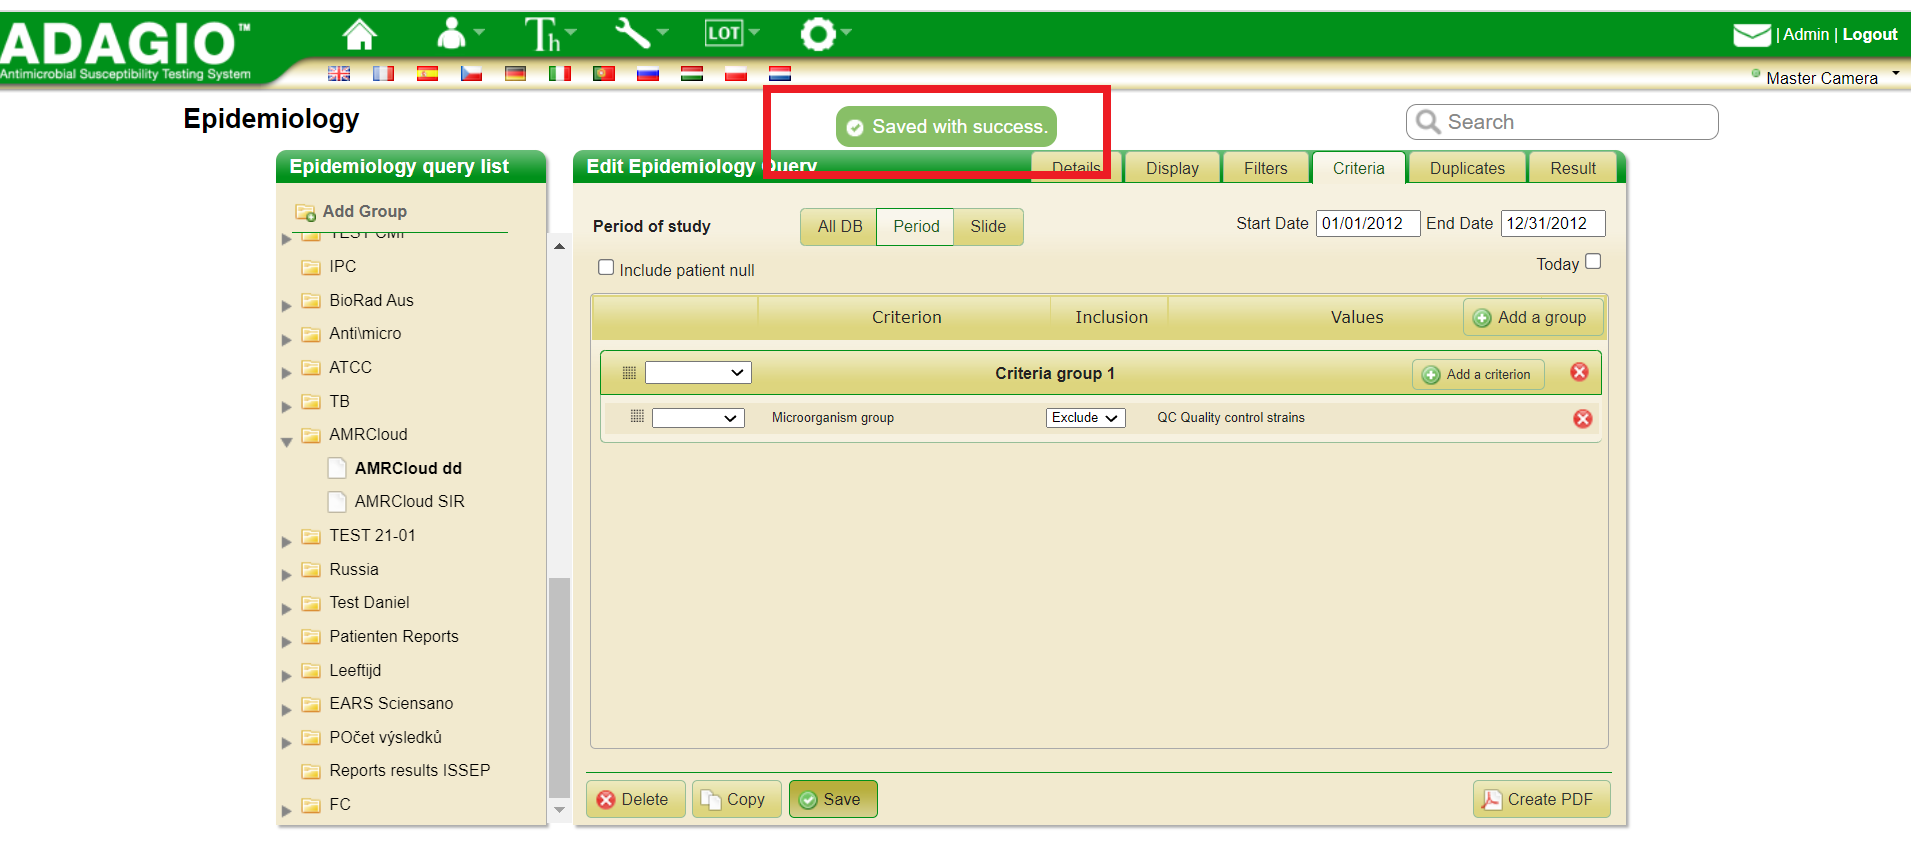 ADAGIO™
Antimicrobial Susceptibility Testing System
Th
LOT
| Admin | Logout
Master Camera
Epidemiology
Saved with success.
Search
Epidemiology query list
Add Group
TEST CMI
IPC
BioRad Aus
Anti\micro
ATCC
TB
AMRCloud
AMRCloud dd
AMRCloud SIR
TEST 21-01
Russia
Test Daniel
Patienten Reports
Leeftijd
EARS Sciensano
POčet výsledků
Reports results ISSEP
FC
Edit Epidemiology Query
Details Display Filters Criteria Duplicates Result
Period of study All DB Period Slide Start Date 01/01/2012 End Date 12/31/2012
Include patient null Today
Criterion Inclusion Values Add a group
Criteria group 1 Add a criterion
Microorganism group Exclude QC Quality control strains
Delete Copy Save Create PDF